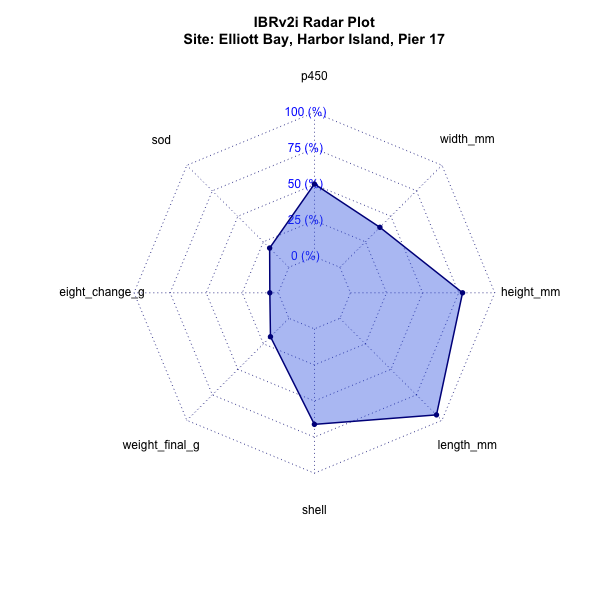 IBRv2i Radar Plot
Site: Elliott Bay, Harbor Island, Pier 17
p450
100 (%)
sod
width_mm
75 (%)
50 (%)
25 (%)
0 (%)
eight_change_g
height_mm
weight_final_g
length_mm
shell